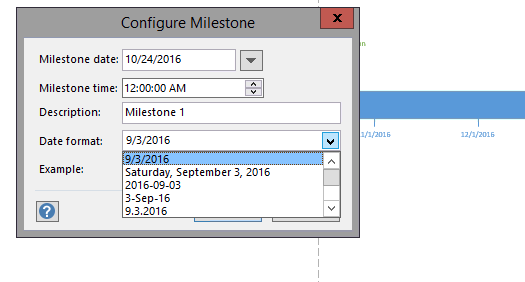 Configure Milestone
x
Milestone date: 10/24/2016
Milestone time: 12:00:00 AM
Description: Milestone 1
Date format: 9/3/2016
9/3/2016
Saturday, September 3, 2016
2016-09-03
3-Sep-16
9.3.2016
Example:
?
1/1/2016
12/1/2016